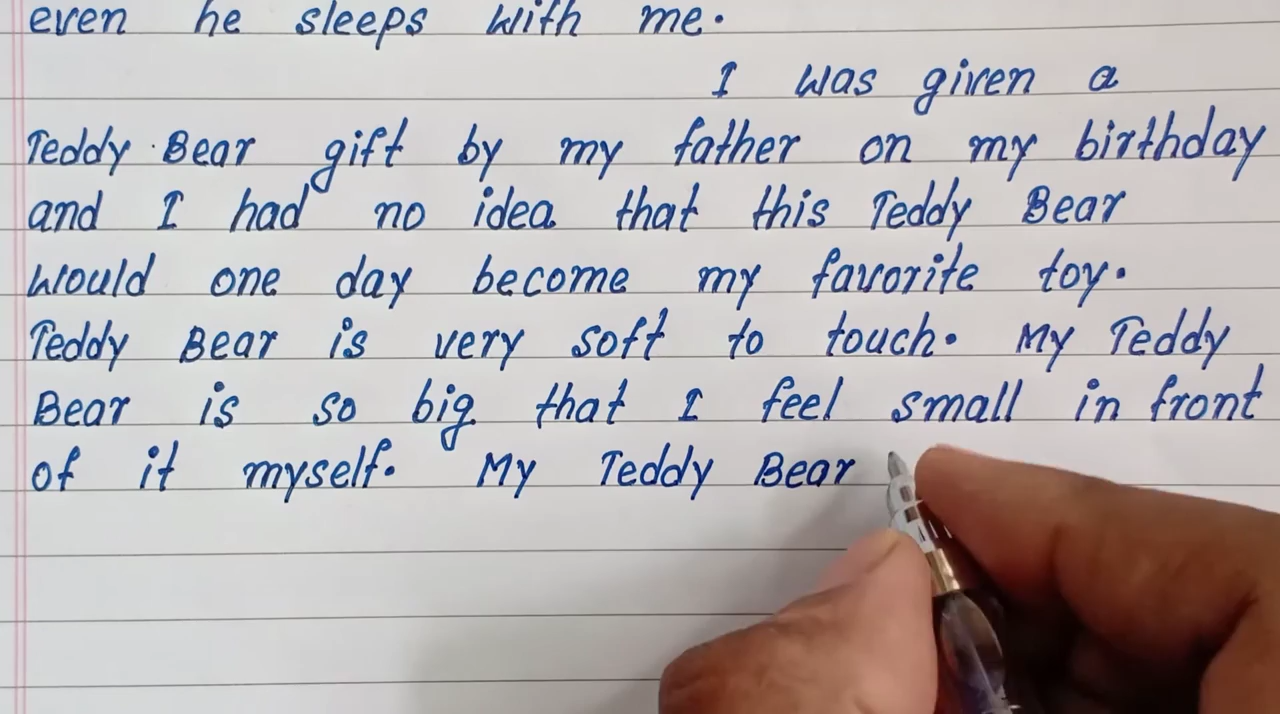 even he sleeps with me.
I was given a
Teddy Bear gift by my father on my birthday
and I had no idea that this Teddy Bear
would one day become my favorite toy.
Teddy Bear is very soft to touch. My Teddy
Bear is so big that I feel small in front
of it myself. My Teddy Bear